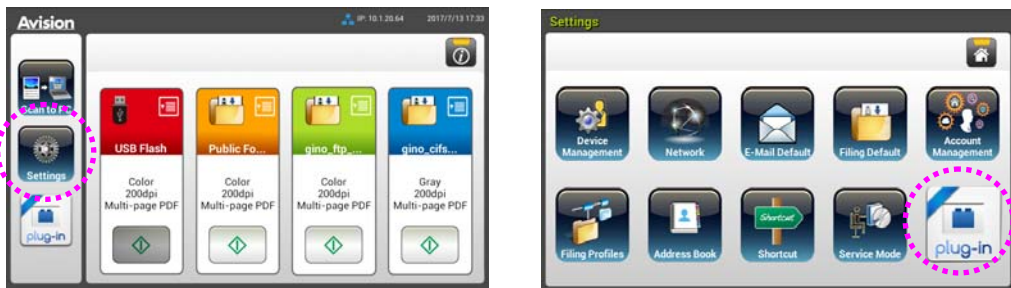 Avision
IP: 10.1.20.64 2017/7/13 17:33
Scan to PC
Settings
plug-in
USB Flash
Color
200dpi
Multi-page PDF
Public Fo...
Color
200dpi
Multi-page PDF
gino_ftp_...
Color
200dpi
Multi-page PDF
gino_cifs...
Gray
200dpi
Multi-page PDF
Settings
Device
Management
Network
E-Mail Default
Filing Default
Account
Management
Filing Profiles
Address Book
Shortcut
Shortcut
Service Mode
plug-in